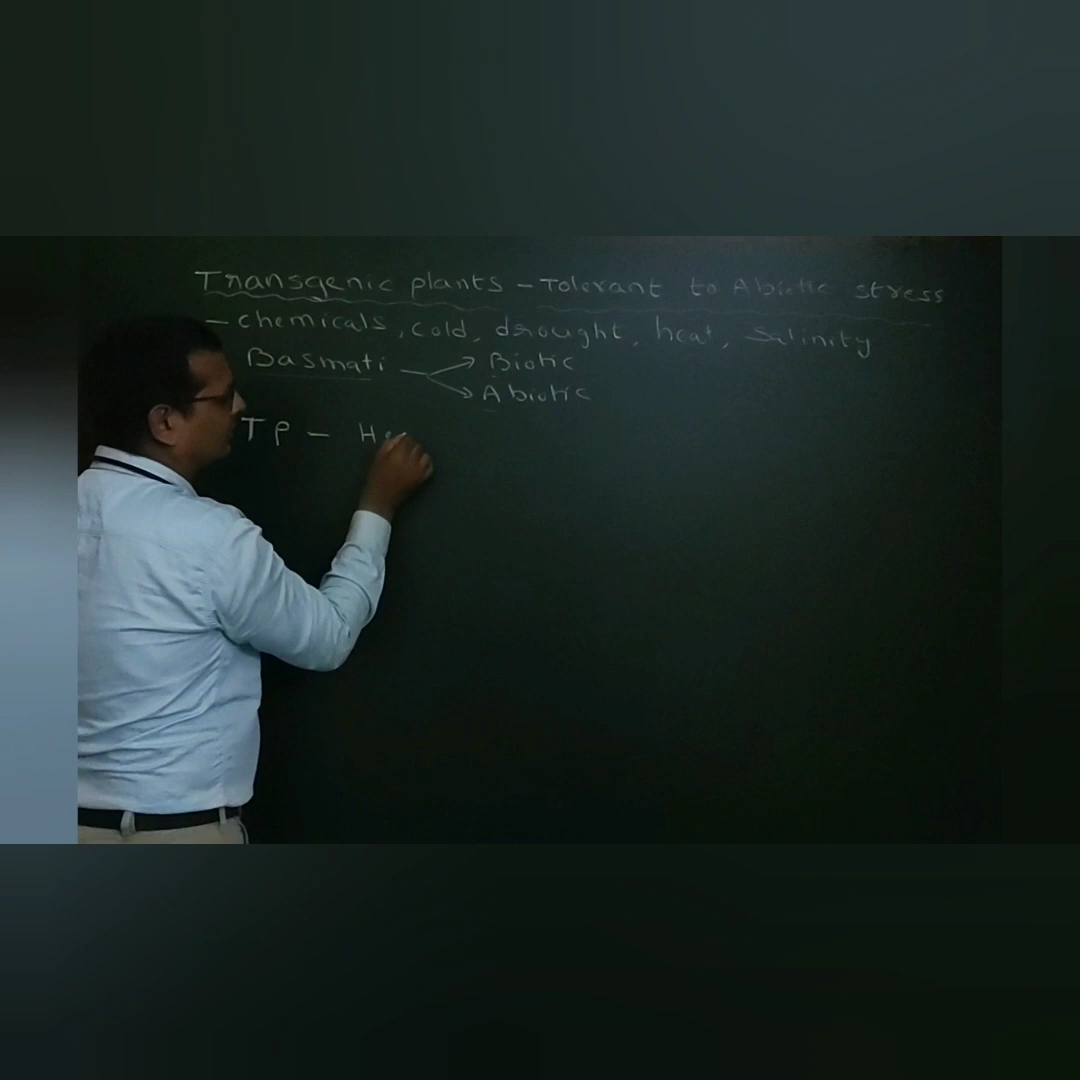 Transgenic plants - Tolerant to Abiotic stress
- chemicals, cold, drought, heat, Salinity
Basmati → Biotic
→ Abiotic
TP -